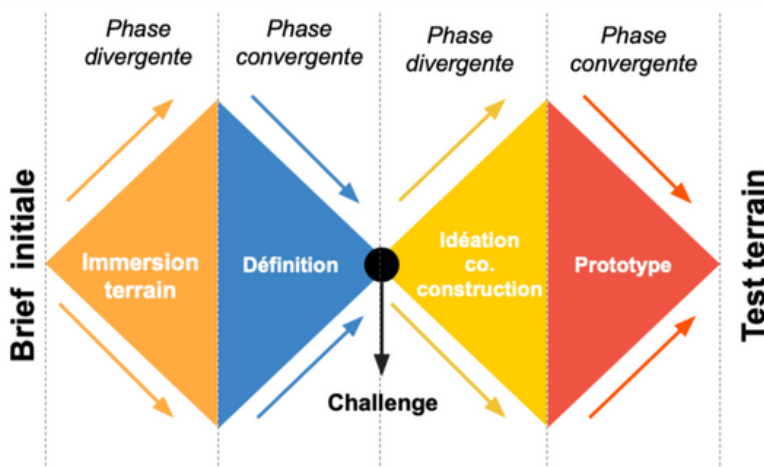 Phase
divergente
Phase
convergente
Phase
divergente
Phase
convergente
Brief initiale
Immersion
terrain
Définition
Idéation
co.
construction
Prototype
Test terrain
Challenge